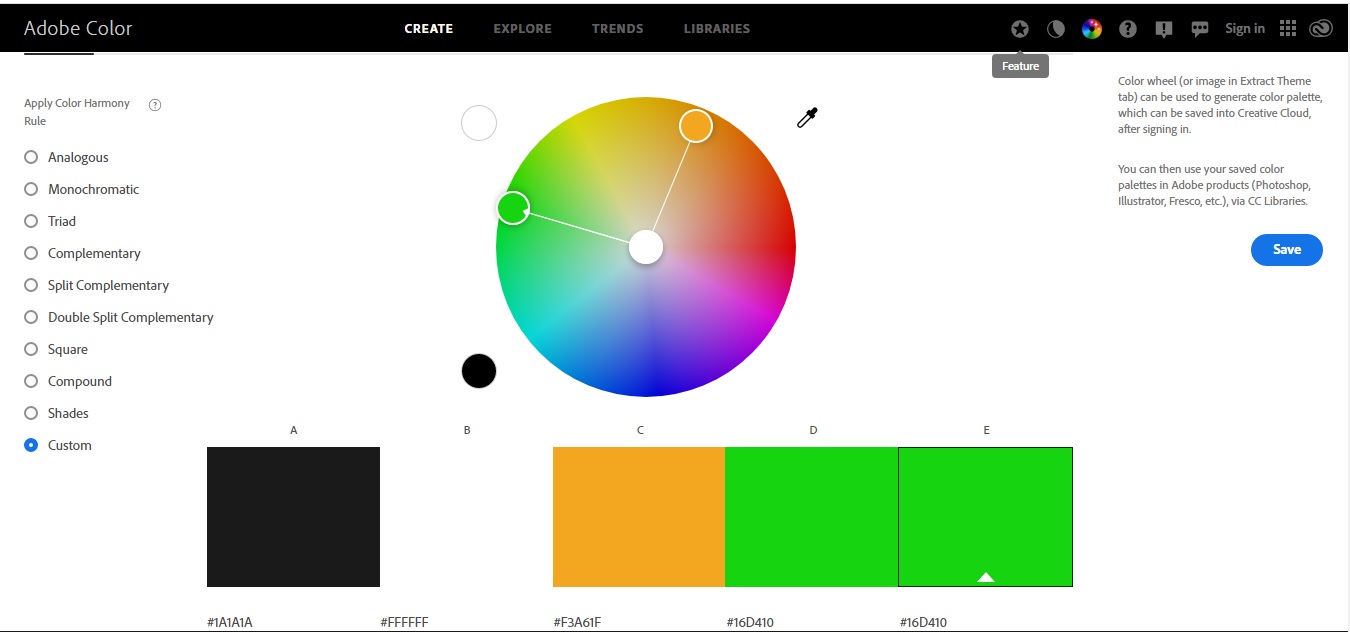 Adobe Color
CREATE
EXPLORE
TRENDS
LIBRARIES
Sign in
Feature
Apply Color Harmony
Rule
Analogous
Monochromatic
Triad
Complementary
Split Complementary
Double Split Complementary
Square
Compound
Shades
Custom
Color wheel (or image in Extract Theme
tab) can be used to generate color palette,
which can be saved into Creative Cloud,
after signing in.
You can then use your saved color
palettes in Adobe products (Photoshop,
Illustrator, Fresco, etc.), via CC Libraries.
Save
A
B
C
D
E
#1A1A1A
#FFFFFF
#F3A61F
#16D410
#16D410